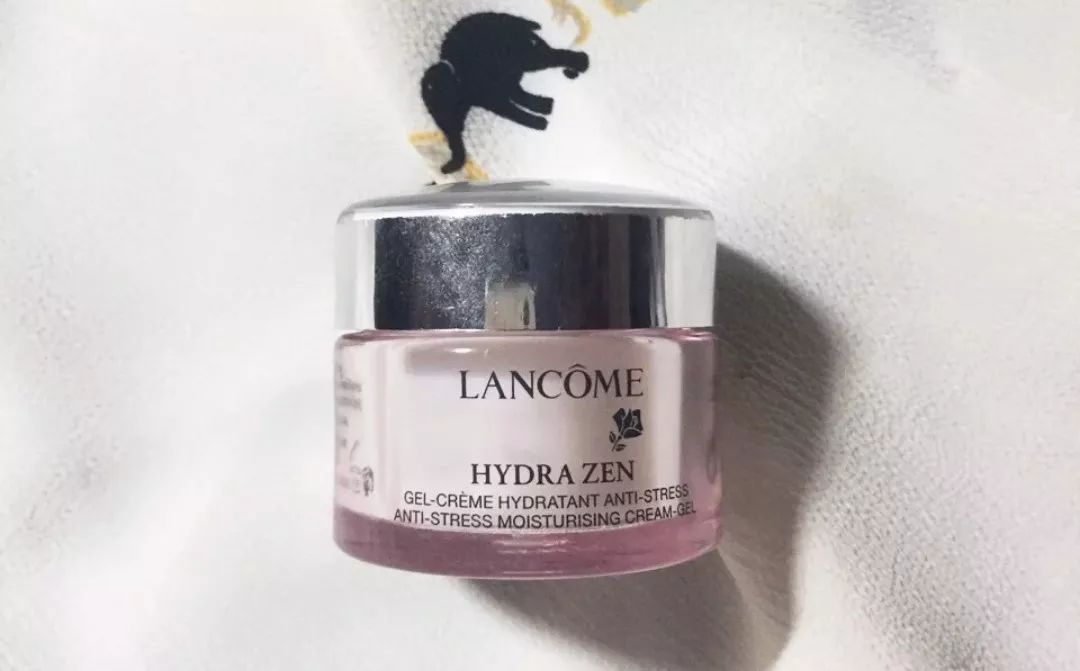 LANCÔME
HYDRA ZEN
GEL-CRÈME HYDRATANT ANTI-STRESS
ANTI-STRESS MOISTURISING CREAM-GEL